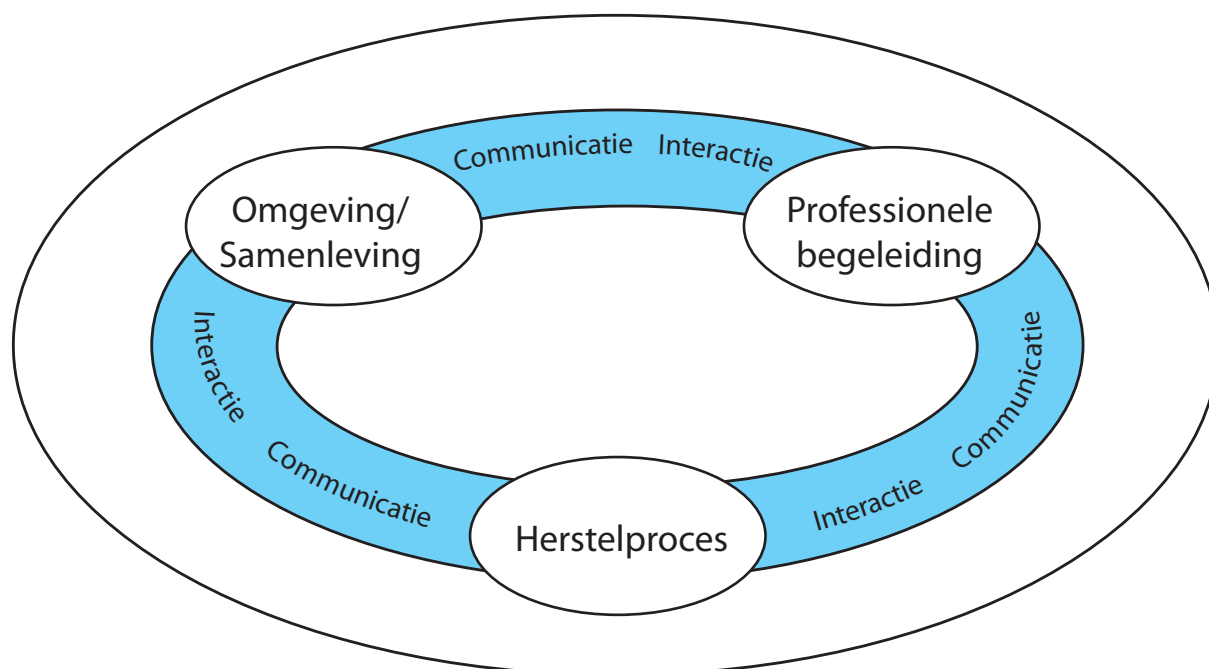 Communicatie Interactie
Omgeving/
Samenleving
Professionele
begeleiding
Interactie
Communicatie
Communicatie
Interactie
Herstelproces